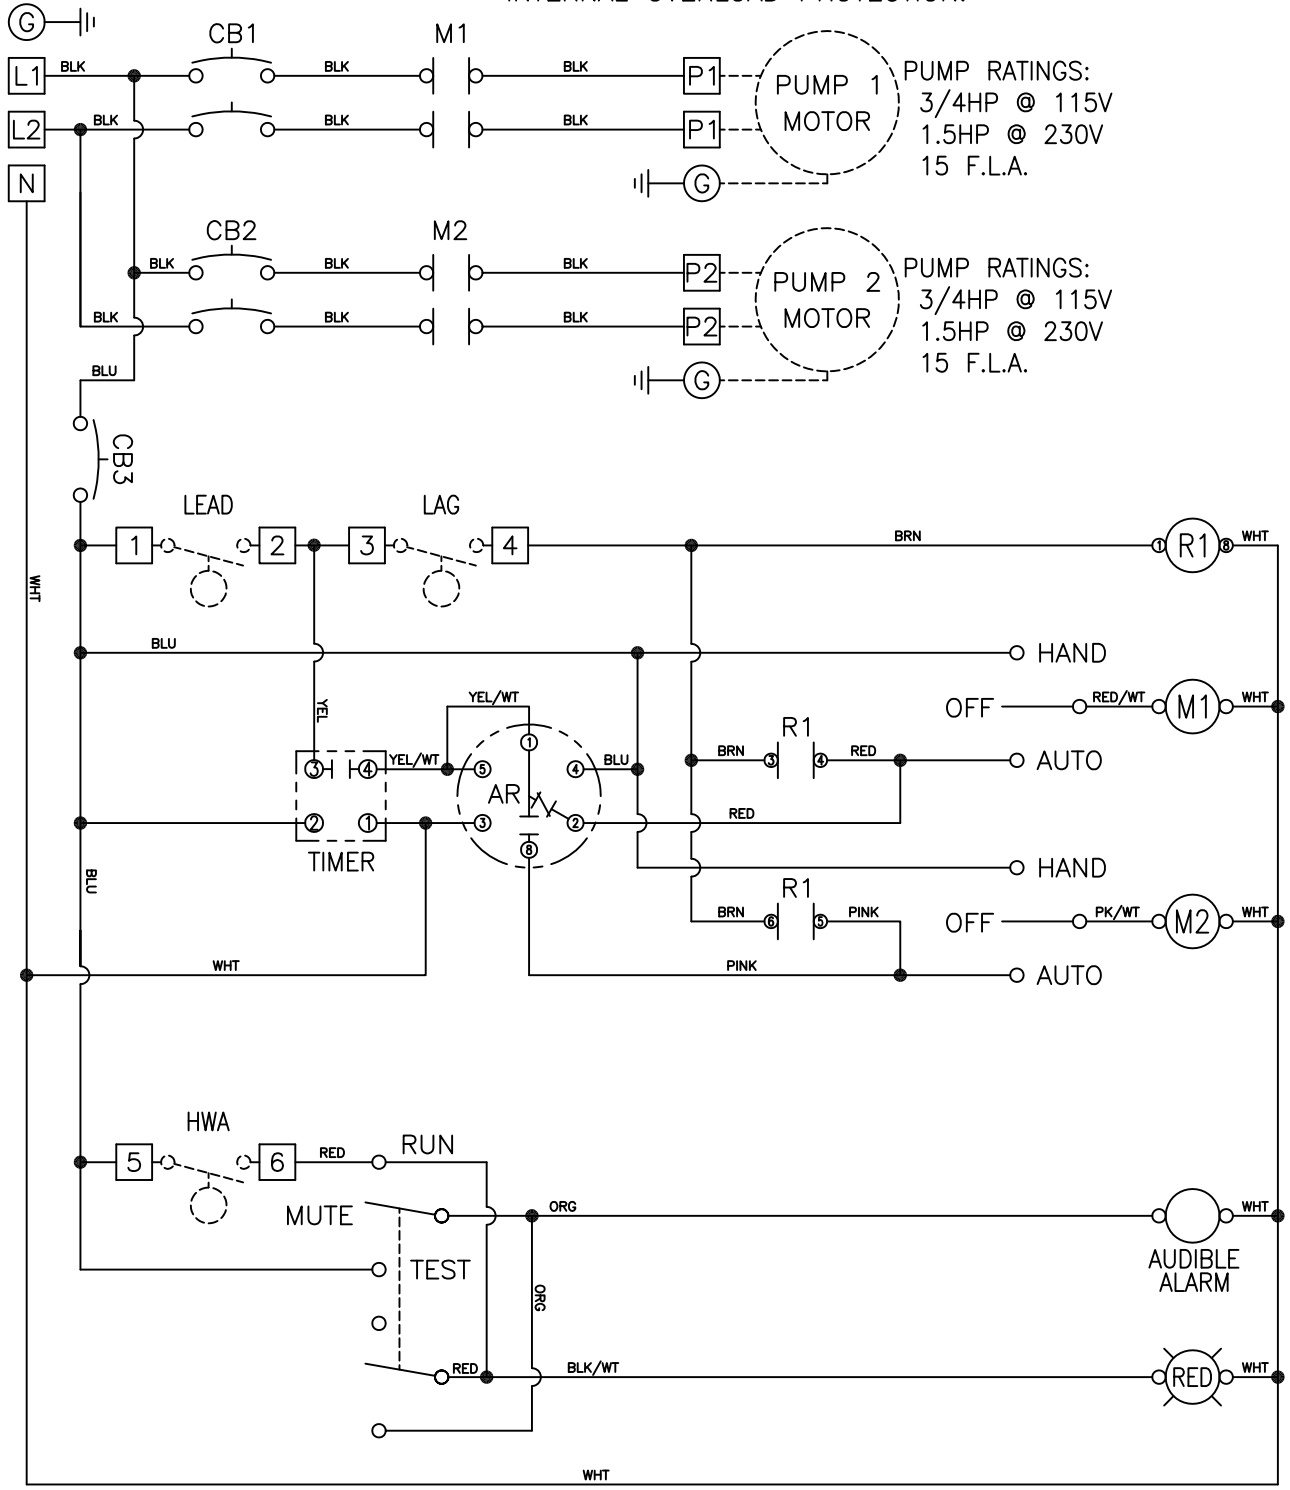 INTERNAL OVERLOAD PROTECTION.
G
CB1 M1
L1 BLK BLK BLK P1 PUMP 1 MOTOR PUMP RATINGS:
3/4HP @ 115V
L2 BLK BLK BLK P1 1.5HP @ 230V
15 F.L.A.
N G
CB2 M2
BLK BLK BLK P2 PUMP 2 MOTOR PUMP RATINGS:
3/4HP @ 115V
BLK BLK BLK P2 1.5HP @ 230V
15 F.L.A.
BLU G
CB3
LEAD LAG
1 2 3 4 BRN 1 R1 8 WHT
WHT
BLU HAND
YEL/WT
YEL OFF RED/WT M1 WHT
R1
1
3 4 YEL/WT 5 4 BLU BRN 3 4 RED AUTO
AR
2 1 3 2 RED
TIMER 8 HAND
BLU
R1
BRN 6 5 PINK OFF PK/WT M2 WHT
WHT PINK AUTO
HWA
5 6 RED RUN
MUTE ORG WHT
TEST AUDIBLE
ALARM
ORG
RED BLK/WT RED WHT
WHT